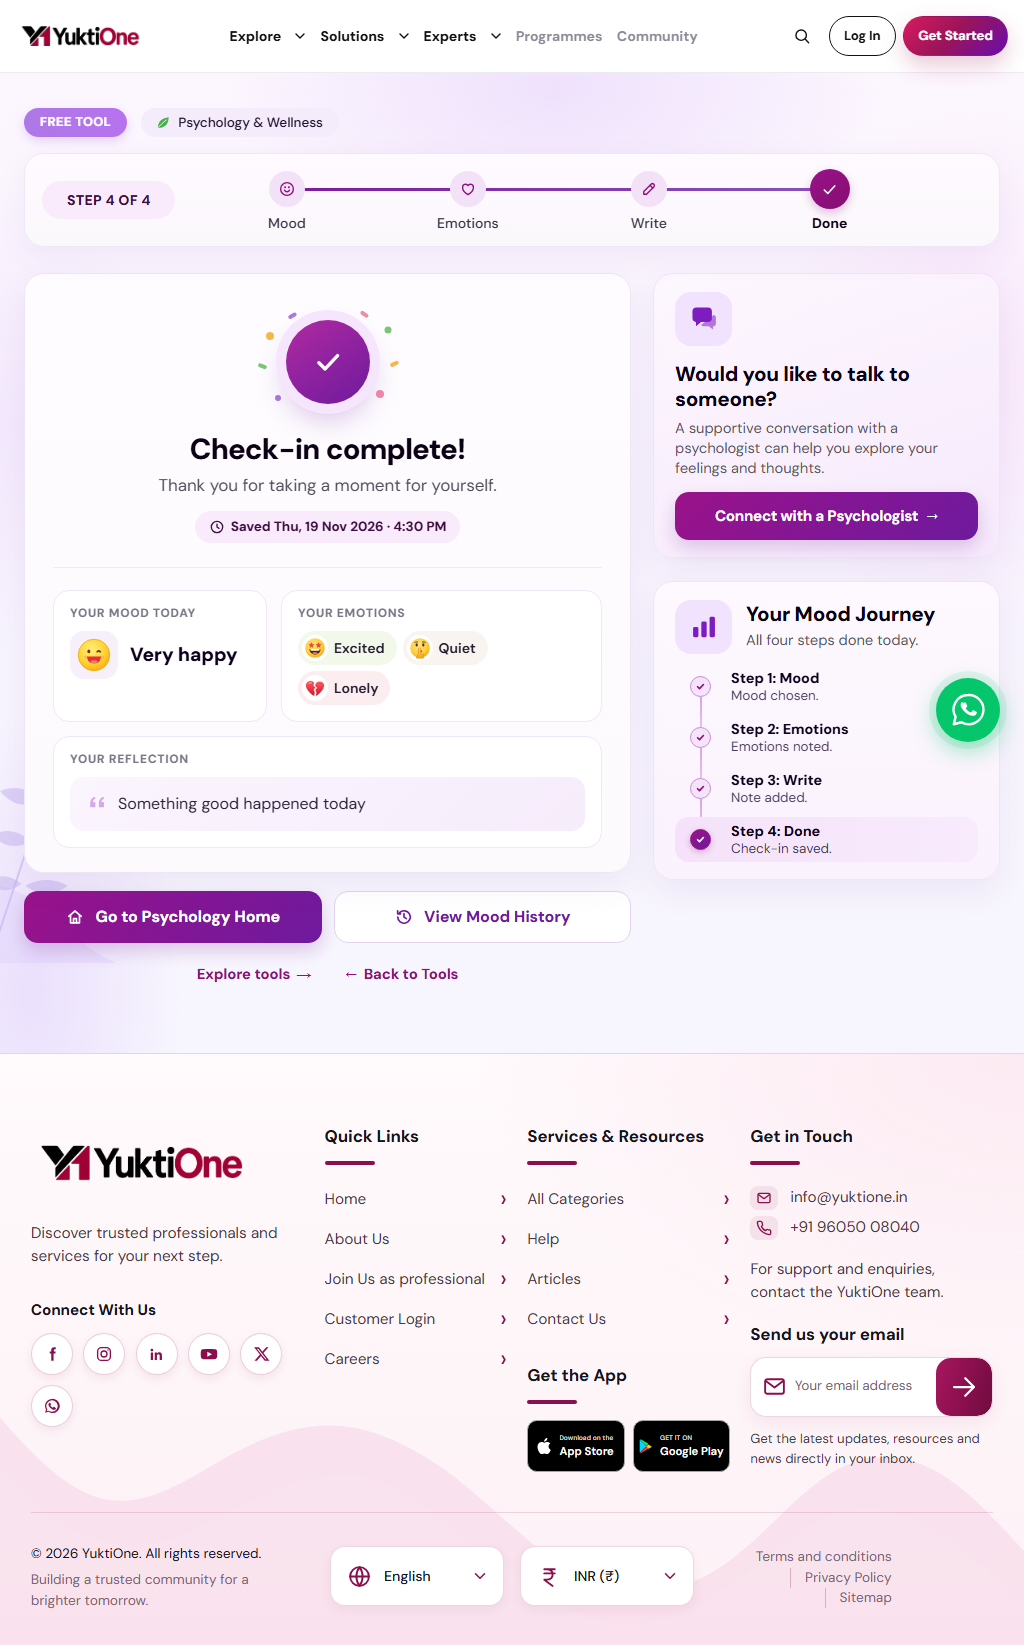 YuktiOne
Explore
Solutions
Experts
Programmes
Community
Log In
Get Started
FREE TOOL
Psychology & Wellness
STEP 4 OF 4
Mood
Emotions
Write
Done
Check-in complete!
Thank you for taking a moment for yourself.
Saved Thu, 19 Nov 2026 · 4:30 PM
YOUR MOOD TODAY
Very happy
YOUR EMOTIONS
Excited
Quiet
Lonely
YOUR REFLECTION
Something good happened today
Go to Psychology Home
View Mood History
Explore tools →
← Back to Tools
Would you like to talk to
someone?
A supportive conversation with a
psychologist can help you explore your
feelings and thoughts.
Connect with a Psychologist →
Your Mood Journey
All four steps done today.
Step 1: Mood
Mood chosen.
Step 2: Emotions
Emotions noted.
Step 3: Write
Note added.
Step 4: Done
Check-in saved.
YuktiOne
Discover trusted professionals and
services for your next step.
Connect With Us
Quick Links
Home
About Us
Join Us as professional
Customer Login
Careers
Services & Resources
All Categories
Help
Articles
Contact Us
Get the App
Download on the
App Store
GET IT ON
Google Play
Get in Touch
info@yuktione.in
+91 96050 08040
For support and enquiries,
contact the YuktiOne team.
Send us your email
Your email address
Get the latest updates, resources and
news directly in your inbox.
© 2026 YuktiOne. All rights reserved.
Building a trusted community for a
brighter tomorrow.
English
INR (₹)
Terms and conditions
Privacy Policy
Sitemap